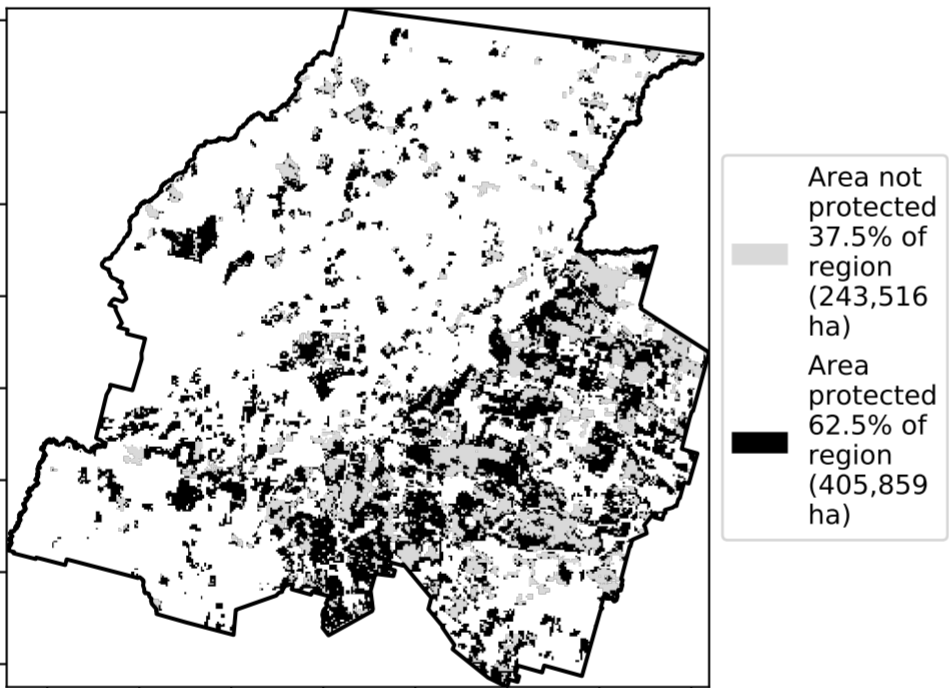 Area not
protected
37.5% of
region
(243,516
ha)
Area
protected
62.5% of
region
(405,859
ha)